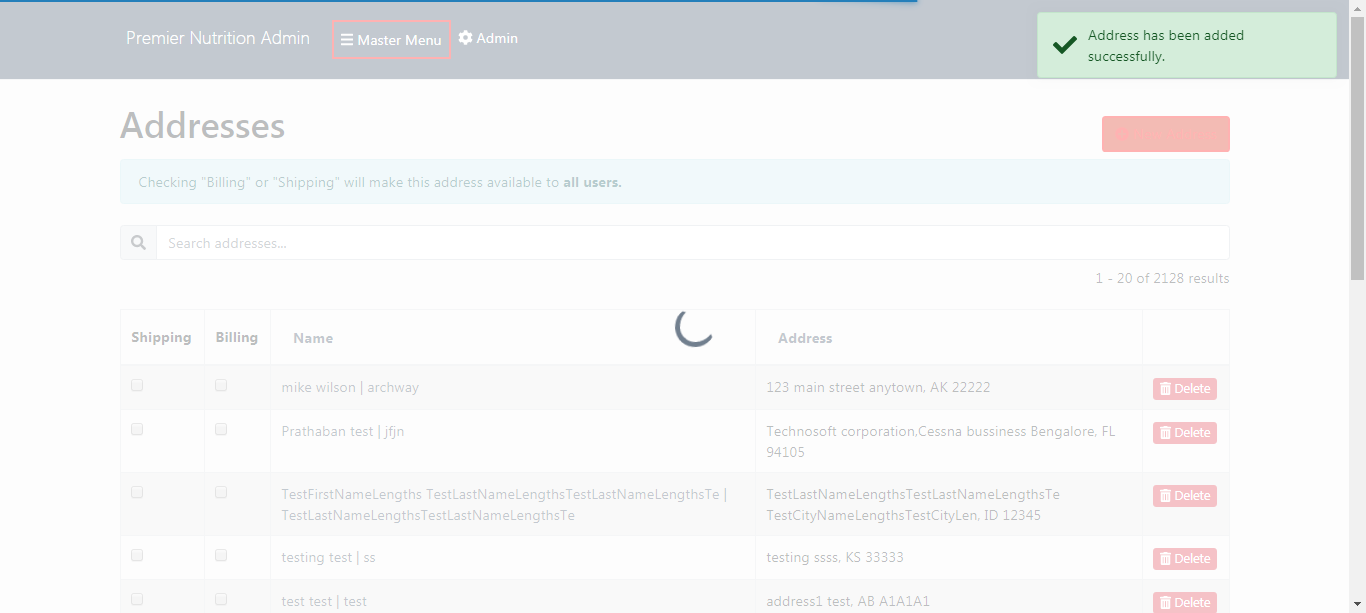 Premier Nutrition Admin
Master Menu
Admin
Address has been added
successfully.
Addresses
Checking "Billing" or "Shipping" will make this address available to all users.
Search addresses...
1 - 20 of 2128 results
Shipping Billing Name Address
mike wilson | archway 123 main street anytown, AK 22222 Delete
Prathaban test | jfjn Technosoft corporation,Cessna bussiness Bengalore, FL
94105 Delete
TestFirstNameLengths TestLastNameLengthsTestLastNameLengthsTe |
TestLastNameLengthsTestLastNameLengthsTe
TestLastNameLengthsTestLastNameLengthsTe
TestCityNameLengthsTestCityLen, ID 12345
Delete
testing test | ss testing ssss, KS 33333 Delete
test test | test address1 test, AB A1A1A1 Delete